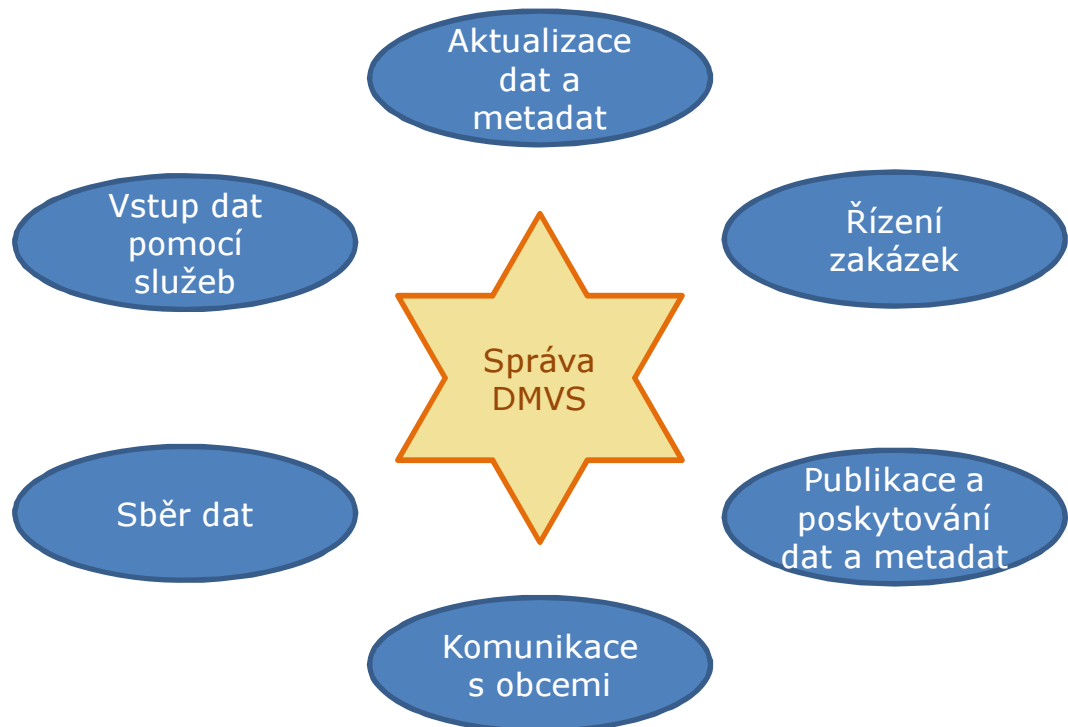 Aktualizace
dat a
metadat
Vstup dat
pomocí
služeb
Řízení
zakázek
Správa
DMVS
Sběr dat
Publikace a
poskytování
dat a metadat
Komunikace
s obcemi